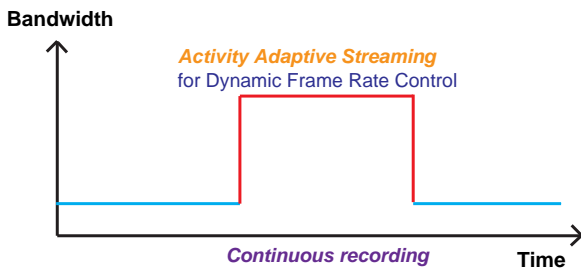 Bandwidth
Activity Adaptive Streaming
for Dynamic Frame Rate Control
Continuous recording
Time